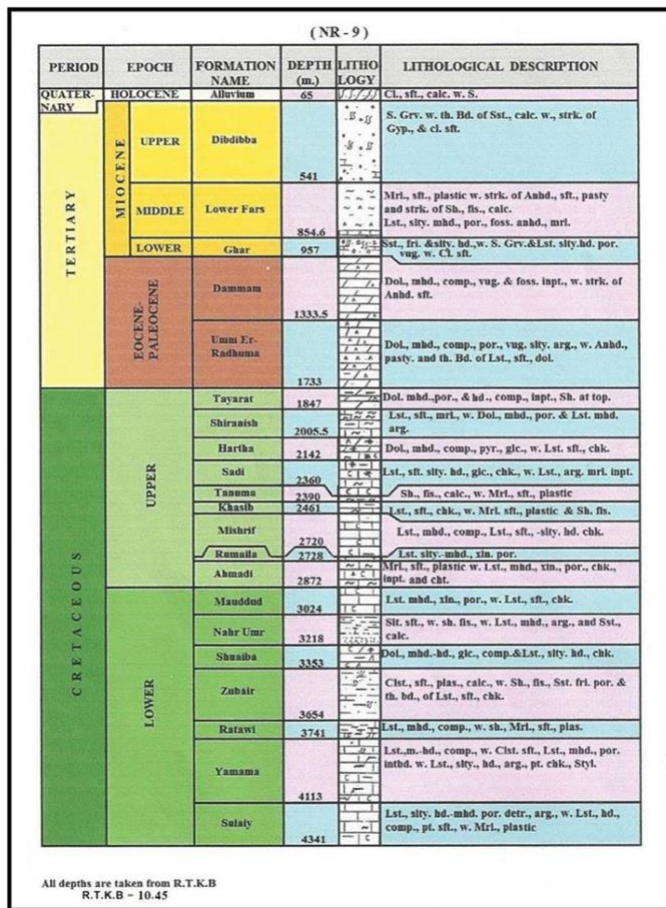 ( NR - 9 )
PERIOD EPOCH FORMATION NAME DEPTH (m.) LITHO LOGY LITHOLOGICAL DESCRIPTION
QUATER-NARY HOLOCENE Alluvium 65 Cl., sft., calc. w. S.
TERTIARY
MIOCENE
UPPER Dibdibba 541 S. Grv. w. th. Bd. of Sst., calc. w., strk. of
Gyp., & cl. sft.
MIDDLE Lower Fars 854.6 Mrl., sft., plastic w. strk. of Anhd., sft., pasty
and strk. of Sh., fis., calc.
Lst., slty mhd., por., foss. anhd., mrl.
LOWER Ghar 957 Sst., fri. &slty. hd.,w. S. Grv.&Lst. slty.hd. por.
vug. w. Cl. sft.
EOCENE-PALEOCENE
Dammam 1333.5 Dol., mhd., comp., vug. & foss. inpt., w. strk. of
Anhd. sft.
Umm Er-Radhuma 1733 Dol., mhd., comp., por., vug. slty. arg., w. Anhd.,
pasty. and th. Bd. of Lst., sft., dol.
CRETACEOUS
UPPER
Tayarat 1847 Dol. mhd.,por., & hd., comp., inpt., Sh. at top.
Shiranish 2005.5 Lst., sft., mrl., w. Dol., mhd., por. & Lst. mhd.
arg.
Hartha 2142 Dol., mhd., comp., pyr., glc., w. Lst. sft., chk.
Sadi 2360 Lst., sft. slty. hd., glc., chk., w. Lst., arg. mrl. inpt.
Tanuma 2390 Sh., fis., calc., w. Mrl., sft., plastic
Khasib 2461 Lst., sft., chk., w. Mrl. sft., plastic & Sh. fis.
Mishrif 2720 Lst., mhd., comp., Lst., sft., -slty. hd. chk.
Rumaila 2728 Lst. slty.-mhd., xln. por.
Ahmadi 2872 Mrl., sft., plastic w. Lst., mhd., xln., por., chk.,
inpt. and cht.
LOWER
Mauddud 3024 Lst. mhd., xln., por., w. Lst., sft., chk.
Nahr Umr 3218 Slt. sft., w. sh. fis., w. Lst., mhd., arg., and Sst.,
calc.
Shuaiba 3353 Dol., mhd.-hd., glc., comp.&Lst., slty. hd., chk.
Zubair 3654 Clst., sft., plas., calc., w. Sh., fis., Sst. fri. por. &
th. bd., of Lst., sft., chk.
Ratawi 3741 Lst., mhd., comp., w. sh., Mrl., sft., plas.
Yamama 4113 Lst.,m.-hd., comp., w. Clst. sft., Lst., mhd., por.
intbd. w. Lst., slty., hd., arg., pt. chk., Styl.
Sulaiy 4341 Lst., slty. hd.-mhd. por. detr., arg., w. Lst., hd.,
comp., pt. sft., w. Mrl., plastic
All depths are taken from R.T.K.B
R.T.K.B - 10.45